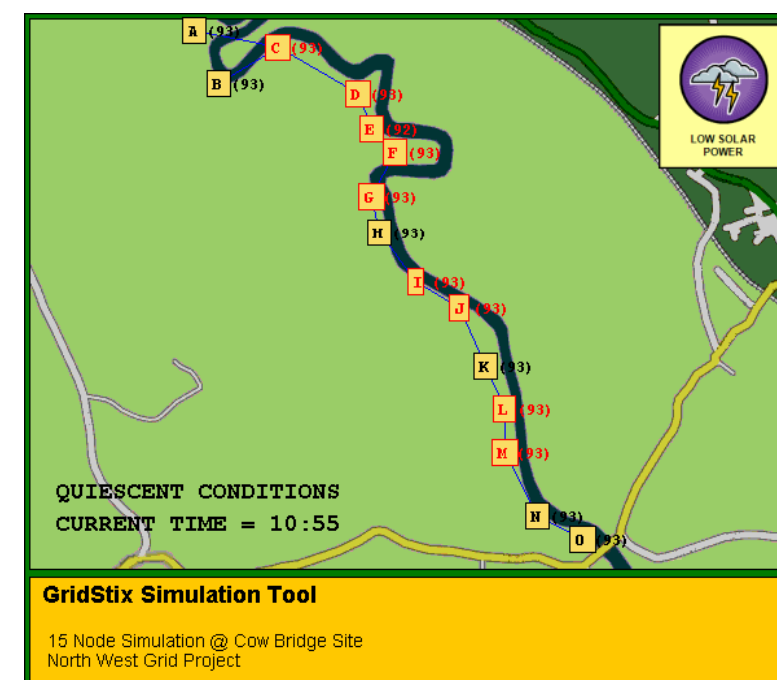 A (93)
C (93)
B (93)
D (93)
E (92)
F (93)
G (93)
H (93)
I (93)
J (93)
K (93)
L (93)
M (93)
N (93)
O (93)
LOW SOLAR
POWER
QUIESCENT CONDITIONS
CURRENT TIME = 10:55
GridStix Simulation Tool
15 Node Simulation @ Cow Bridge Site
North West Grid Project